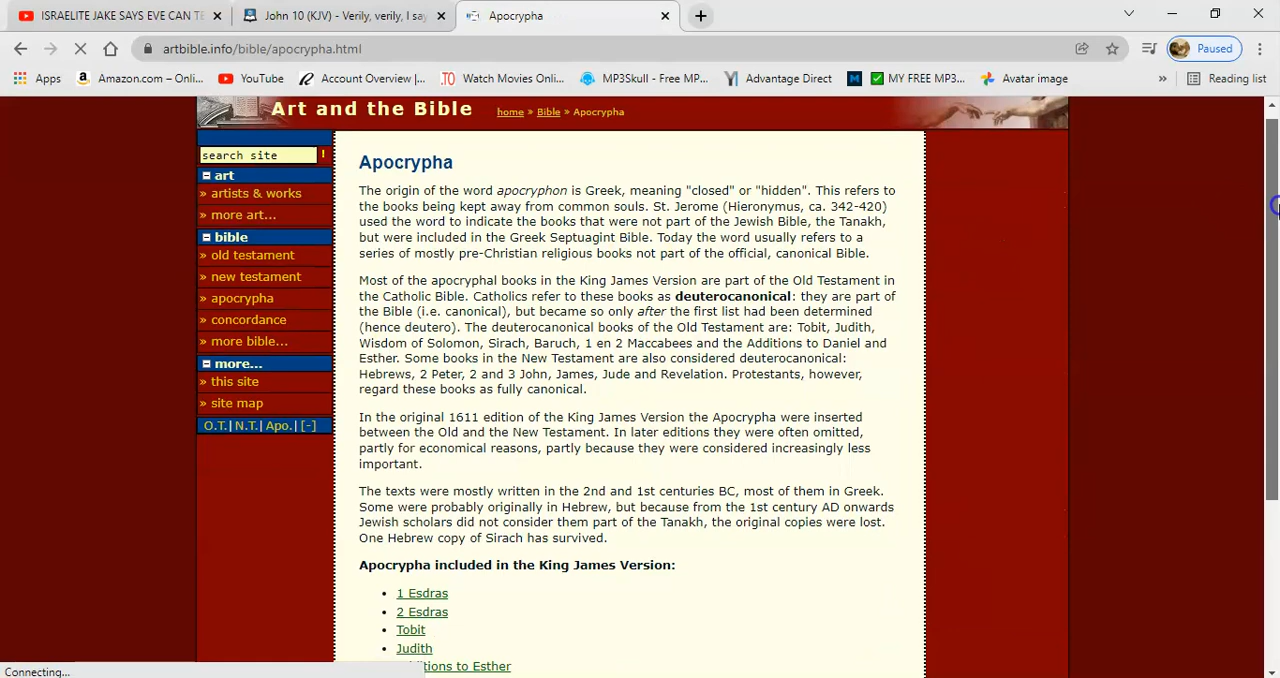 ISRAELITE JAKE SAYS EVE CAN TE
John 10 (KJV) - Verily, verily, I say
Apocrypha
artbible.info/bible/apocrypha.html
Paused
Apps
Amazon.com – Onli...
YouTube
Account Overview |...
Watch Movies Onlin...
MP3Skull - Free MP...
Advantage Direct
MY FREE MP3...
Avatar image
»
Reading list
Art and the Bible
home » Bible » Apocrypha
search site
art
» artists & works
» more art...
bible
» old testament
» new testament
» apocrypha
» concordance
» more bible...
more...
» this site
» site map
O.T.| N.T.| Apo.| [-]
Apocrypha
The origin of the word apocryphon is Greek, meaning "closed" or "hidden". This refers to
the books being kept away from common souls. St. Jerome (Hieronymus, ca. 342-420)
used the word to indicate the books that were not part of the Jewish Bible, the Tanakh,
but were included in the Greek Septuagint Bible. Today the word usually refers to a
series of mostly pre-Christian religious books not part of the official, canonical Bible.
Most of the apocryphal books in the King James Version are part of the Old Testament in
the Catholic Bible. Catholics refer to these books as deuterocanonical: they are part of
the Bible (i.e. canonical), but became so only after the first list had been determined
(hence deutero). The deuterocanonical books of the Old Testament are: Tobit, Judith,
Wisdom of Solomon, Sirach, Baruch, 1 en 2 Maccabees and the Additions to Daniel and
Esther. Some books in the New Testament are also considered deuterocanonical:
Hebrews, 2 Peter, 2 and 3 John, James, Jude and Revelation. Protestants, however,
regard these books as fully canonical.
In the original 1611 edition of the King James Version the Apocrypha were inserted
between the Old and the New Testament. In later editions they were often omitted,
partly for economical reasons, partly because they were considered increasingly less
important.
The texts were mostly written in the 2nd and 1st centuries BC, most of them in Greek.
Some were probably originally in Hebrew, but because from the 1st century AD onwards
Jewish scholars did not consider them part of the Tanakh, the original copies were lost.
One Hebrew copy of Sirach has survived.
Apocrypha included in the King James Version:
• 1 Esdras
• 2 Esdras
• Tobit
• Judith
itions to Esther
Connecting...